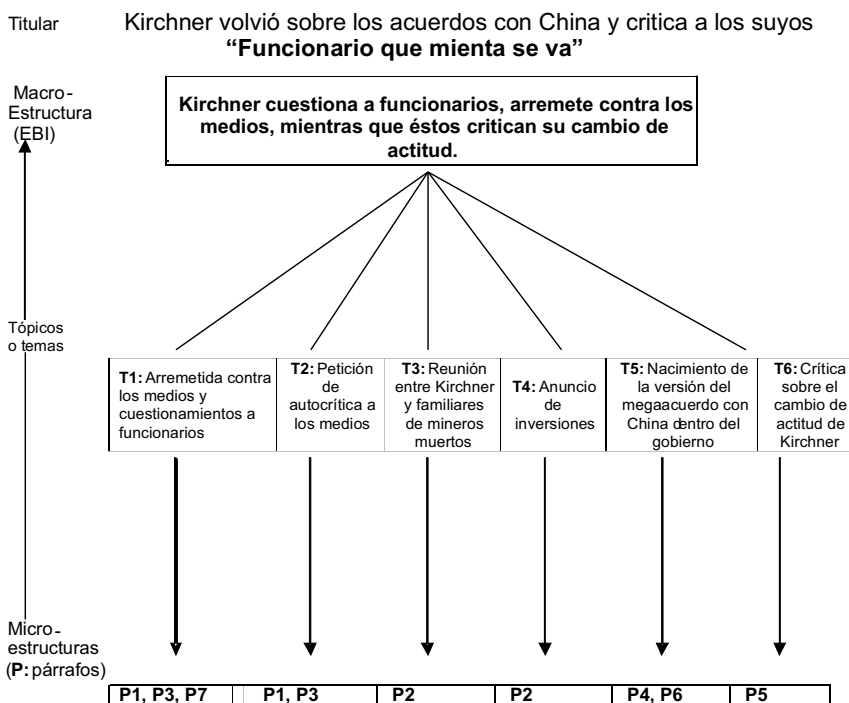 Titular
Kirchner volvió sobre los acuerdos con China y critica a los suyos
“Funcionario que mienta se va”
Macro-
Estructura
(EBI)
Kirchner cuestiona a funcionarios, arremete contra los
medios, mientras que éstos critican su cambio de
actitud.
Tópicos
o temas
T1: Arremetida contra
los medios y
cuestionamientos a
funcionarios
T2: Petición
de
autocrítica a
los medios
T3: Reunión
entre Kirchner
y familiares
de mineros
muertos
T4: Anuncio
de
inversiones
T5: Nacimiento de
la versión del
megaacuerdo con
China dentro del
gobierno
T6: Crítica
sobre el
cambio de
actitud de
Kirchner
Micro-
estructuras
(P: párrafos)
P1, P3, P7
P1, P3
P2
P2
P4, P6
P5